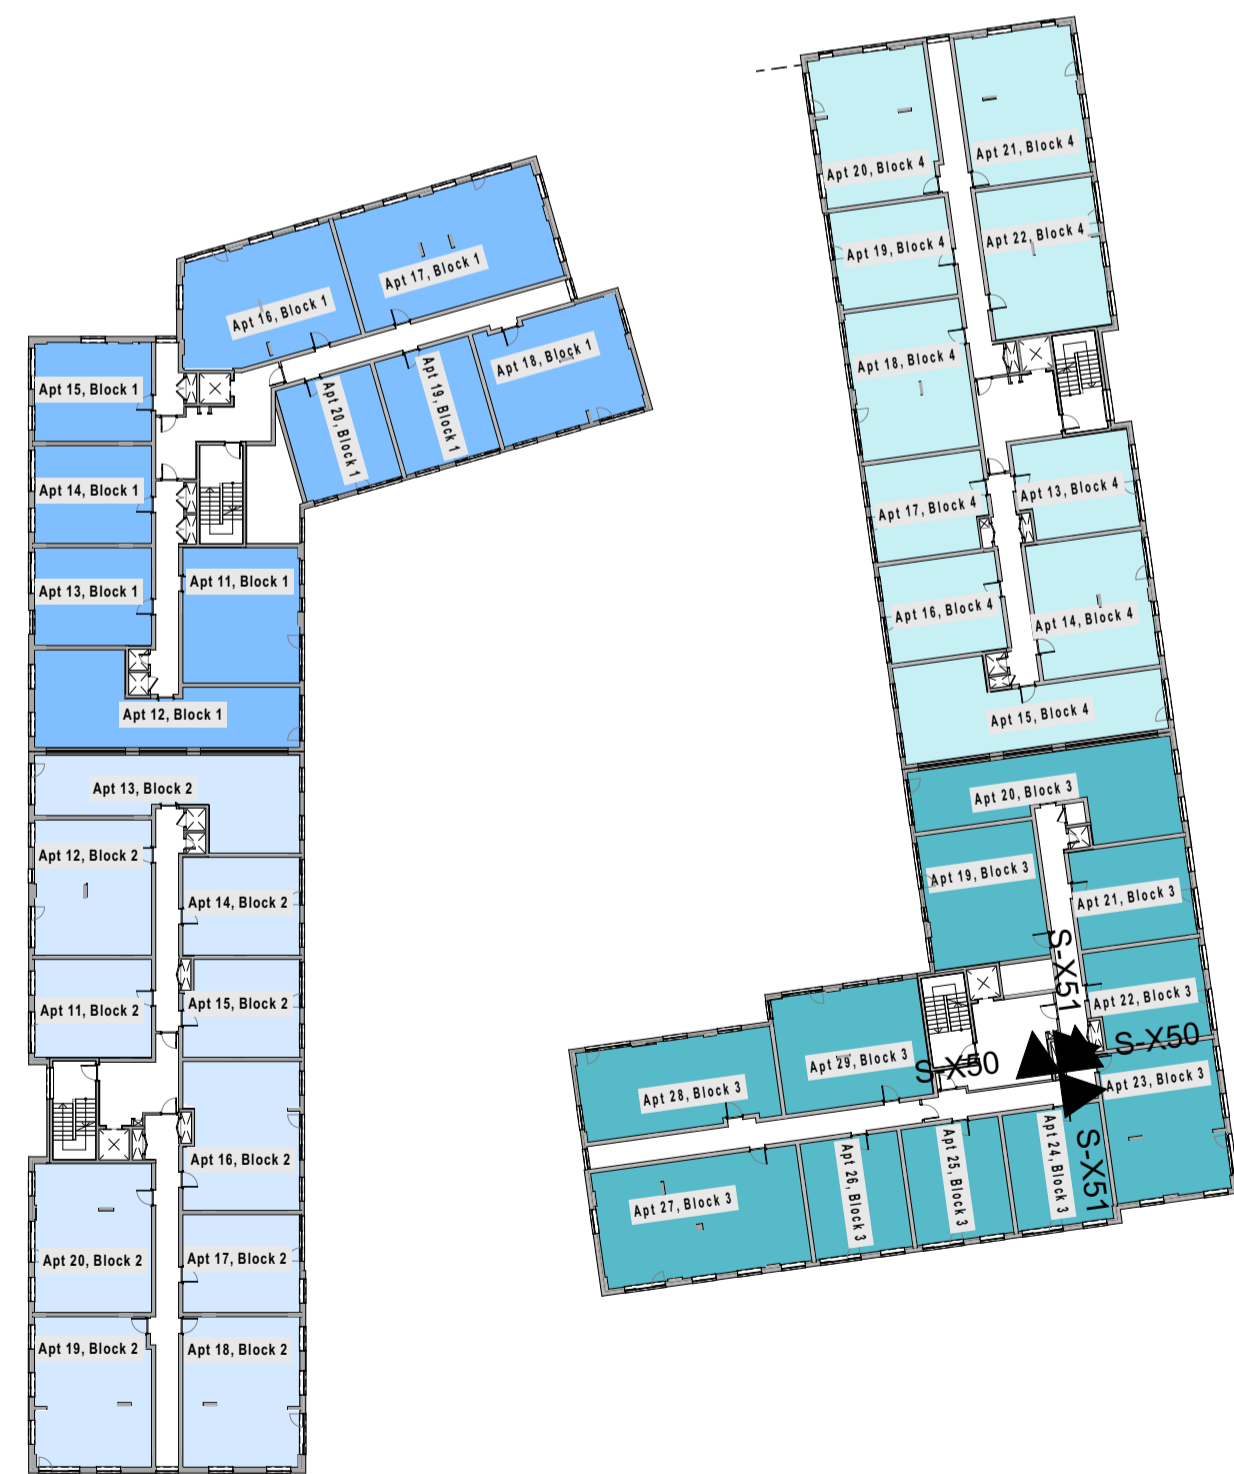 Apt 20, Block 4
Apt 21, Block 4
Apt 19, Block 4
Apt 22, Block 4
Apt 18, Block 4
Apt 17, Block 4
Apt 13, Block 4
Apt 16, Block 4
Apt 14, Block 4
Apt 15, Block 4
Apt 17, Block 1
Apt 16, Block 1
Apt 18, Block 1
Apt 19, Block 1
Apt 20, Block 1
Apt 15, Block 1
Apt 14, Block 1
Apt 13, Block 1
Apt 11, Block 1
Apt 12, Block 1
Apt 13, Block 2
Apt 12, Block 2
Apt 14, Block 2
Apt 11, Block 2
Apt 15, Block 2
Apt 16, Block 2
Apt 20, Block 2
Apt 17, Block 2
Apt 19, Block 2
Apt 18, Block 2
Apt 20, Block 3
Apt 19, Block 3
Apt 21, Block 3
Apt 22, Block 3
S-X51
S-X50
S-X50
Apt 29, Block 3
Apt 28, Block 3
Apt 23, Block 3
Apt 24, Block 3
S-X51
Apt 25, Block 3
Apt 26, Block 3
Apt 27, Block 3